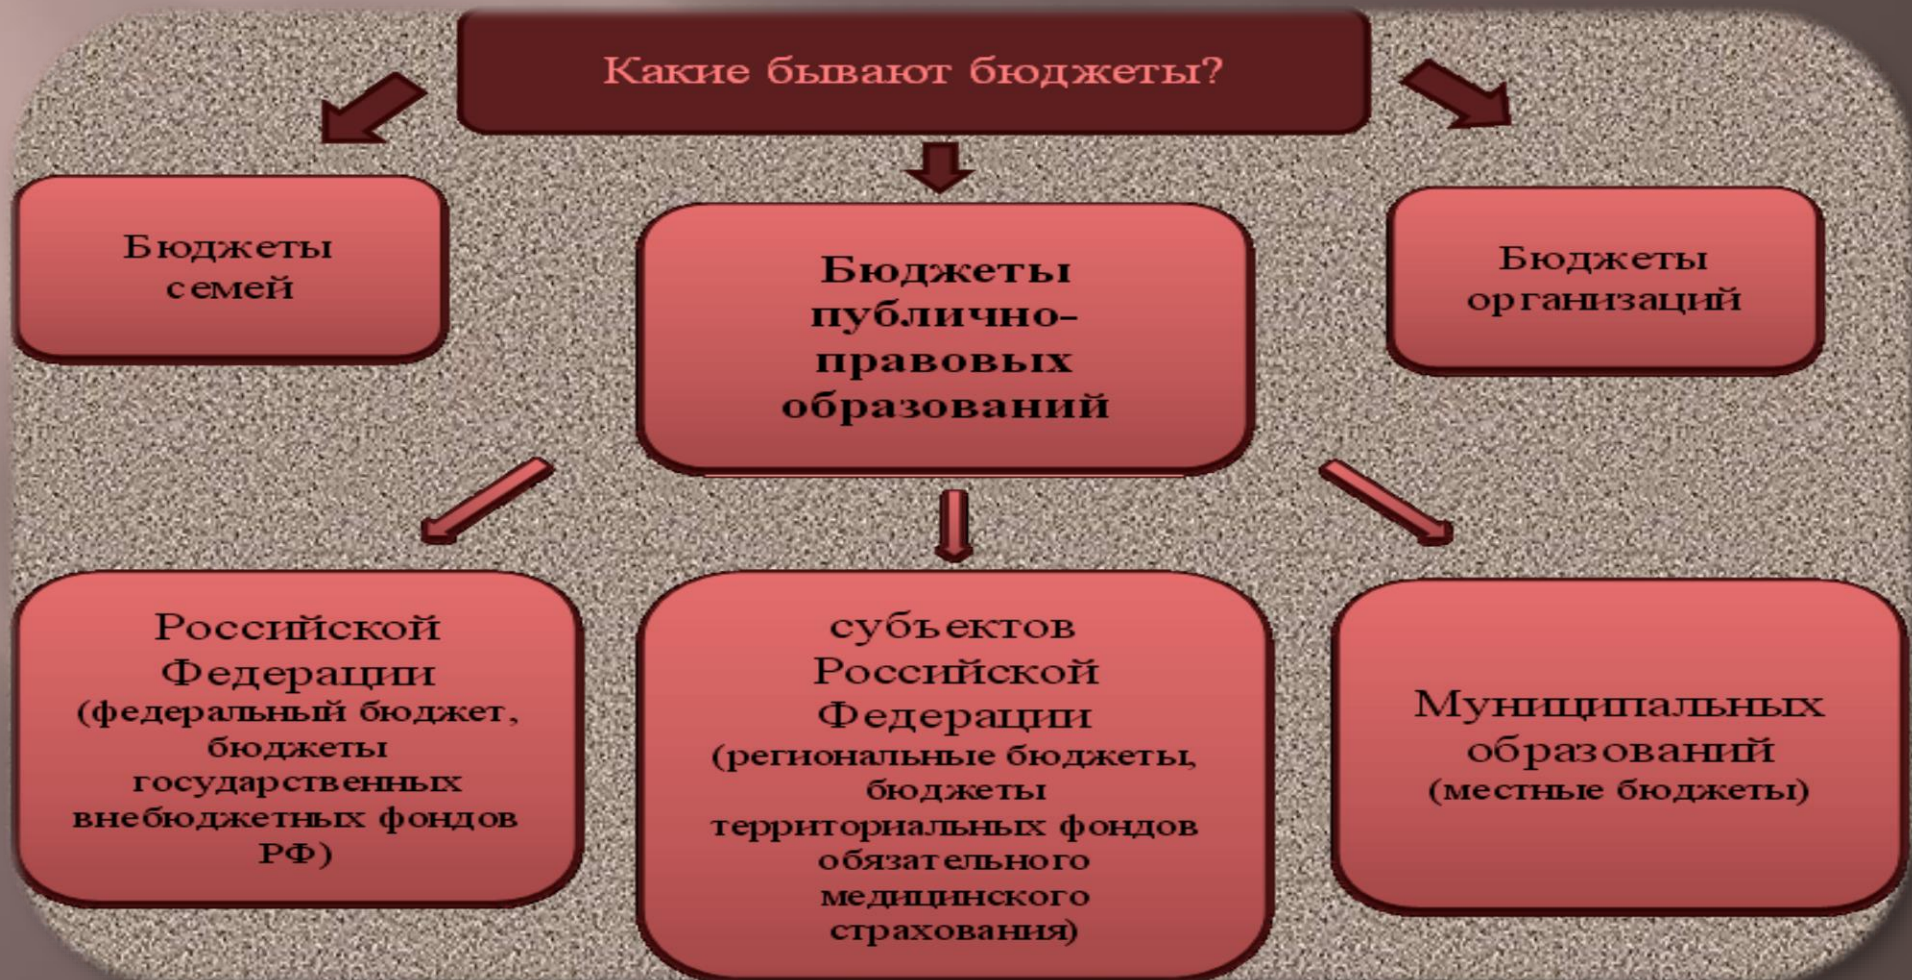 Какие бывают бюджеты?
Бюджеты
семей
Бюджеты
публично-
правовых
образований
Бюджеты
организаций
Российской
Федерации
(федеральный бюджет,
бюджеты
государственных
внебюджетных фондов
РФ)
субъектов
Российской
Федерации
(региональные бюджеты,
бюджеты
территориальных фондов
обязательного
медицинского
страхования)
Муниципальных
образований
(местные бюджеты)